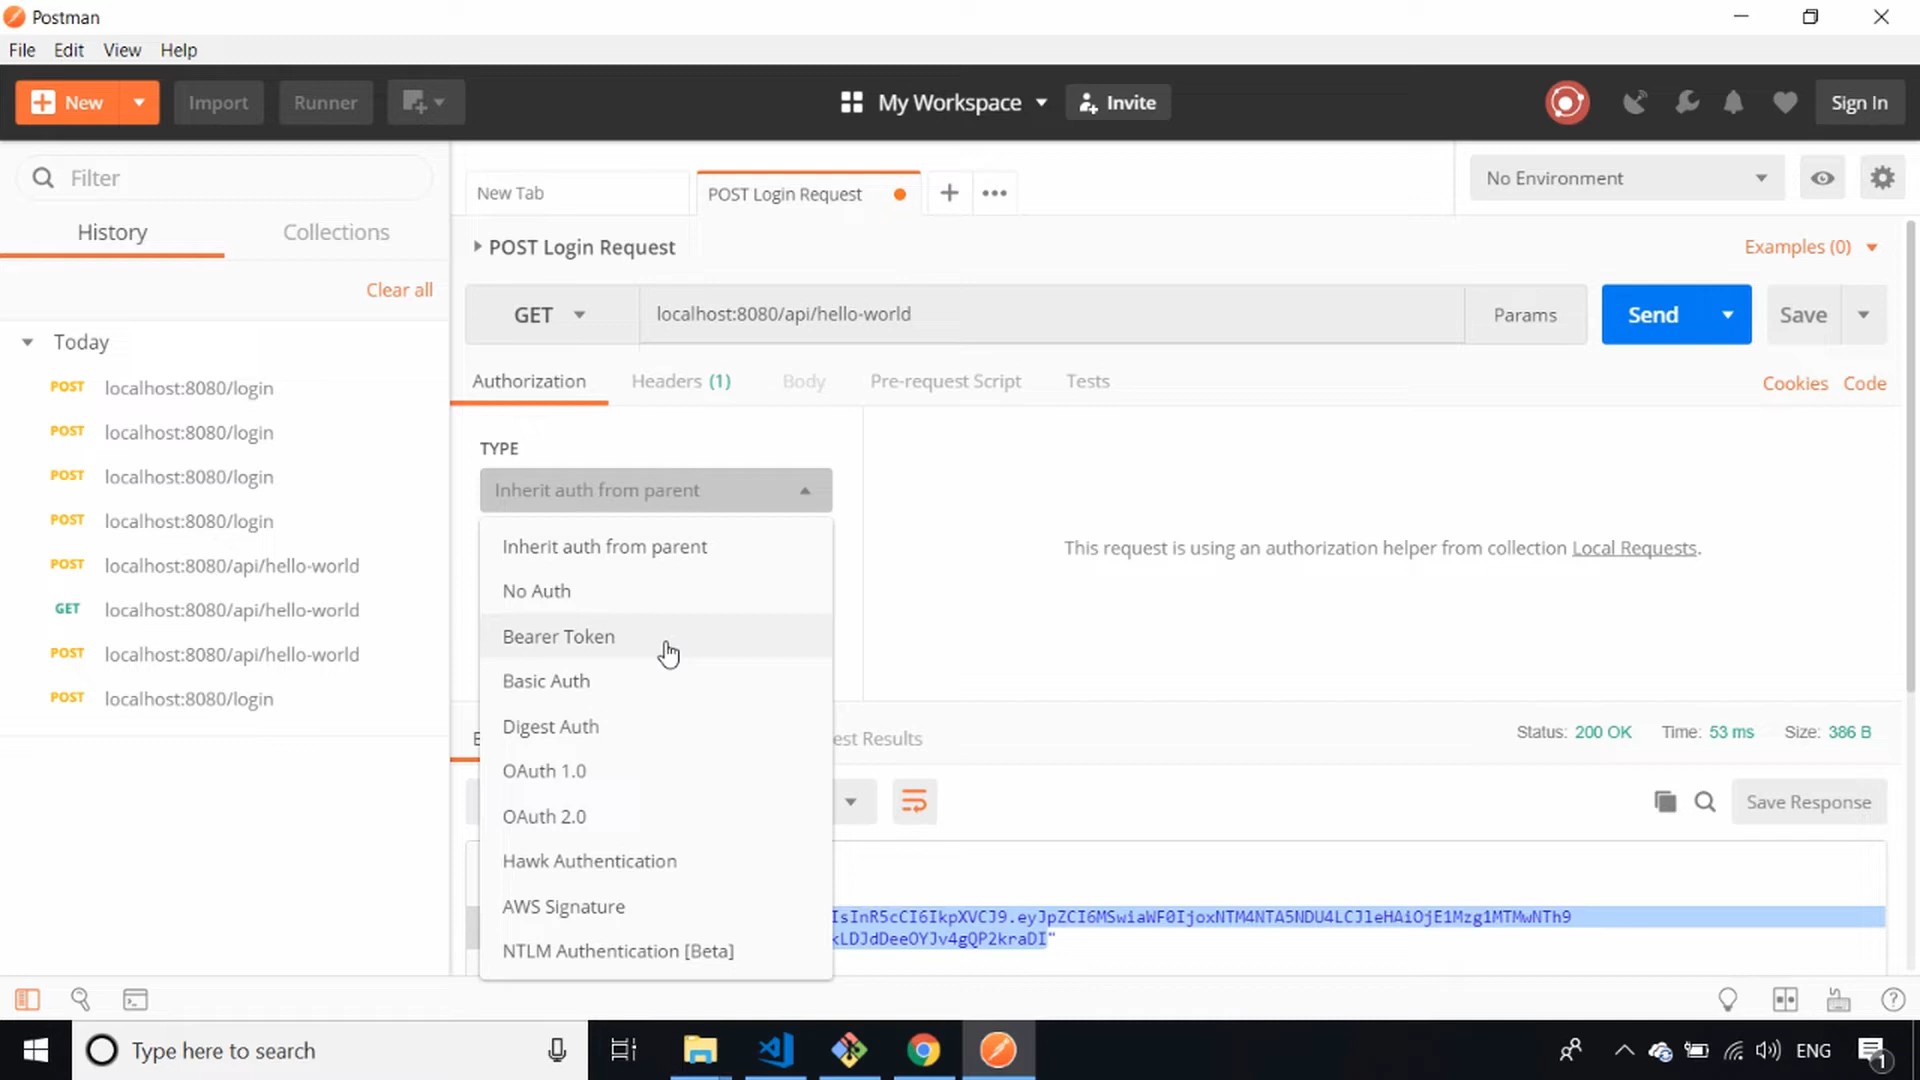 Postman
File Edit View Help
New Import Runner My Workspace Invite Sign In
Filter
History Collections
Clear all
Today
POST localhost:8080/login
POST localhost:8080/login
POST localhost:8080/login
POST localhost:8080/login
POST localhost:8080/api/hello-world
GET localhost:8080/api/hello-world
POST localhost:8080/api/hello-world
POST localhost:8080/login
New Tab POST Login Request No Environment
POST Login Request Examples (0)
GET localhost:8080/api/hello-world Params Send Save
Authorization Headers (1) Body Pre-request Script Tests Cookies Code
TYPE
Inherit auth from parent
Inherit auth from parent
No Auth
Bearer Token
Basic Auth
Digest Auth
OAuth 1.0
OAuth 2.0
Hawk Authentication
AWS Signature
NTLM Authentication [Beta]
This request is using an authorization helper from collection Local Requests.
est Results Status: 200 OK Time: 53 ms Size: 386 B
Save Response
IsInR5cCI6IkpXVCJ9.eyJpZCI6MSwiaWF0IjoxNTM4NTA5NDU4LCJleHAiOjE1Mzg1MTMwNTh9
kLDJdDeeOYJv4gQP2kraDI"
Type here to search ENG 1